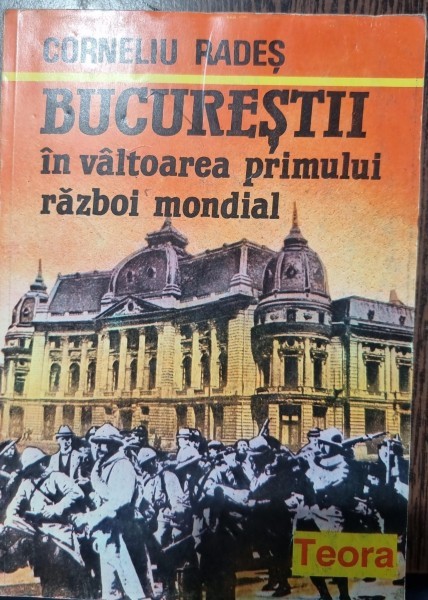 CORNELIU RADEȘ
BUCUREȘTII
în vâltoarea primului
război mondial
Teora